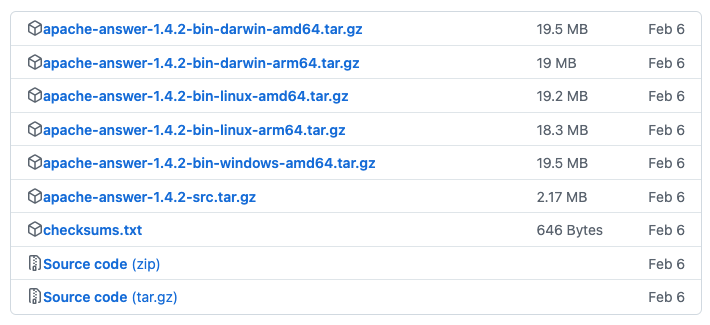 apache-answer-1.4.2-bin-darwin-amd64.tar.gz 19.5 MB Feb 6
apache-answer-1.4.2-bin-darwin-arm64.tar.gz 19 MB Feb 6
apache-answer-1.4.2-bin-linux-amd64.tar.gz 19.2 MB Feb 6
apache-answer-1.4.2-bin-linux-arm64.tar.gz 18.3 MB Feb 6
apache-answer-1.4.2-bin-windows-amd64.tar.gz 19.5 MB Feb 6
apache-answer-1.4.2-src.tar.gz 2.17 MB Feb 6
checksums.txt 646 Bytes Feb 6
Source code (zip) Feb 6
Source code (tar.gz) Feb 6